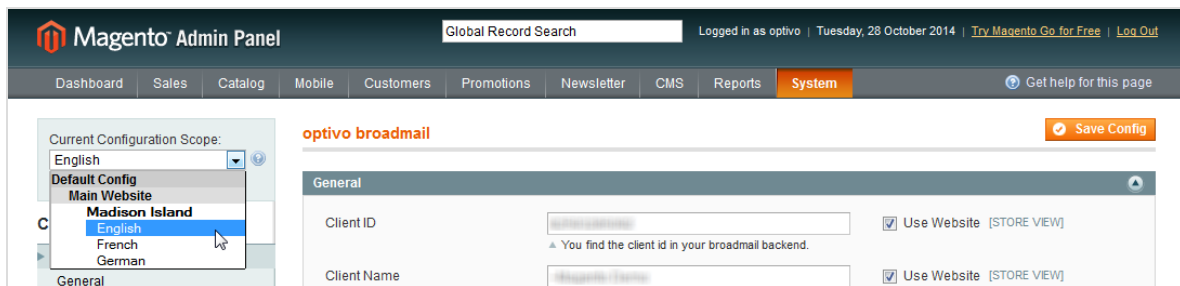 Magento Admin Panel
Global Record Search
Logged in as optivo | Tuesday, 28 October 2014 | Try Magento Go for Free | Log Out
Dashboard Sales Catalog Mobile Customers Promotions Newsletter CMS Reports System Get help for this page
Current Configuration Scope:
English
Default Config
Main Website
Madison Island
English
French
German
C
General
optivo broadmail
Save Config
General
Client ID
Use Website [STORE VIEW]
You find the client id in your broadmail backend.
Client Name
Use Website [STORE VIEW]